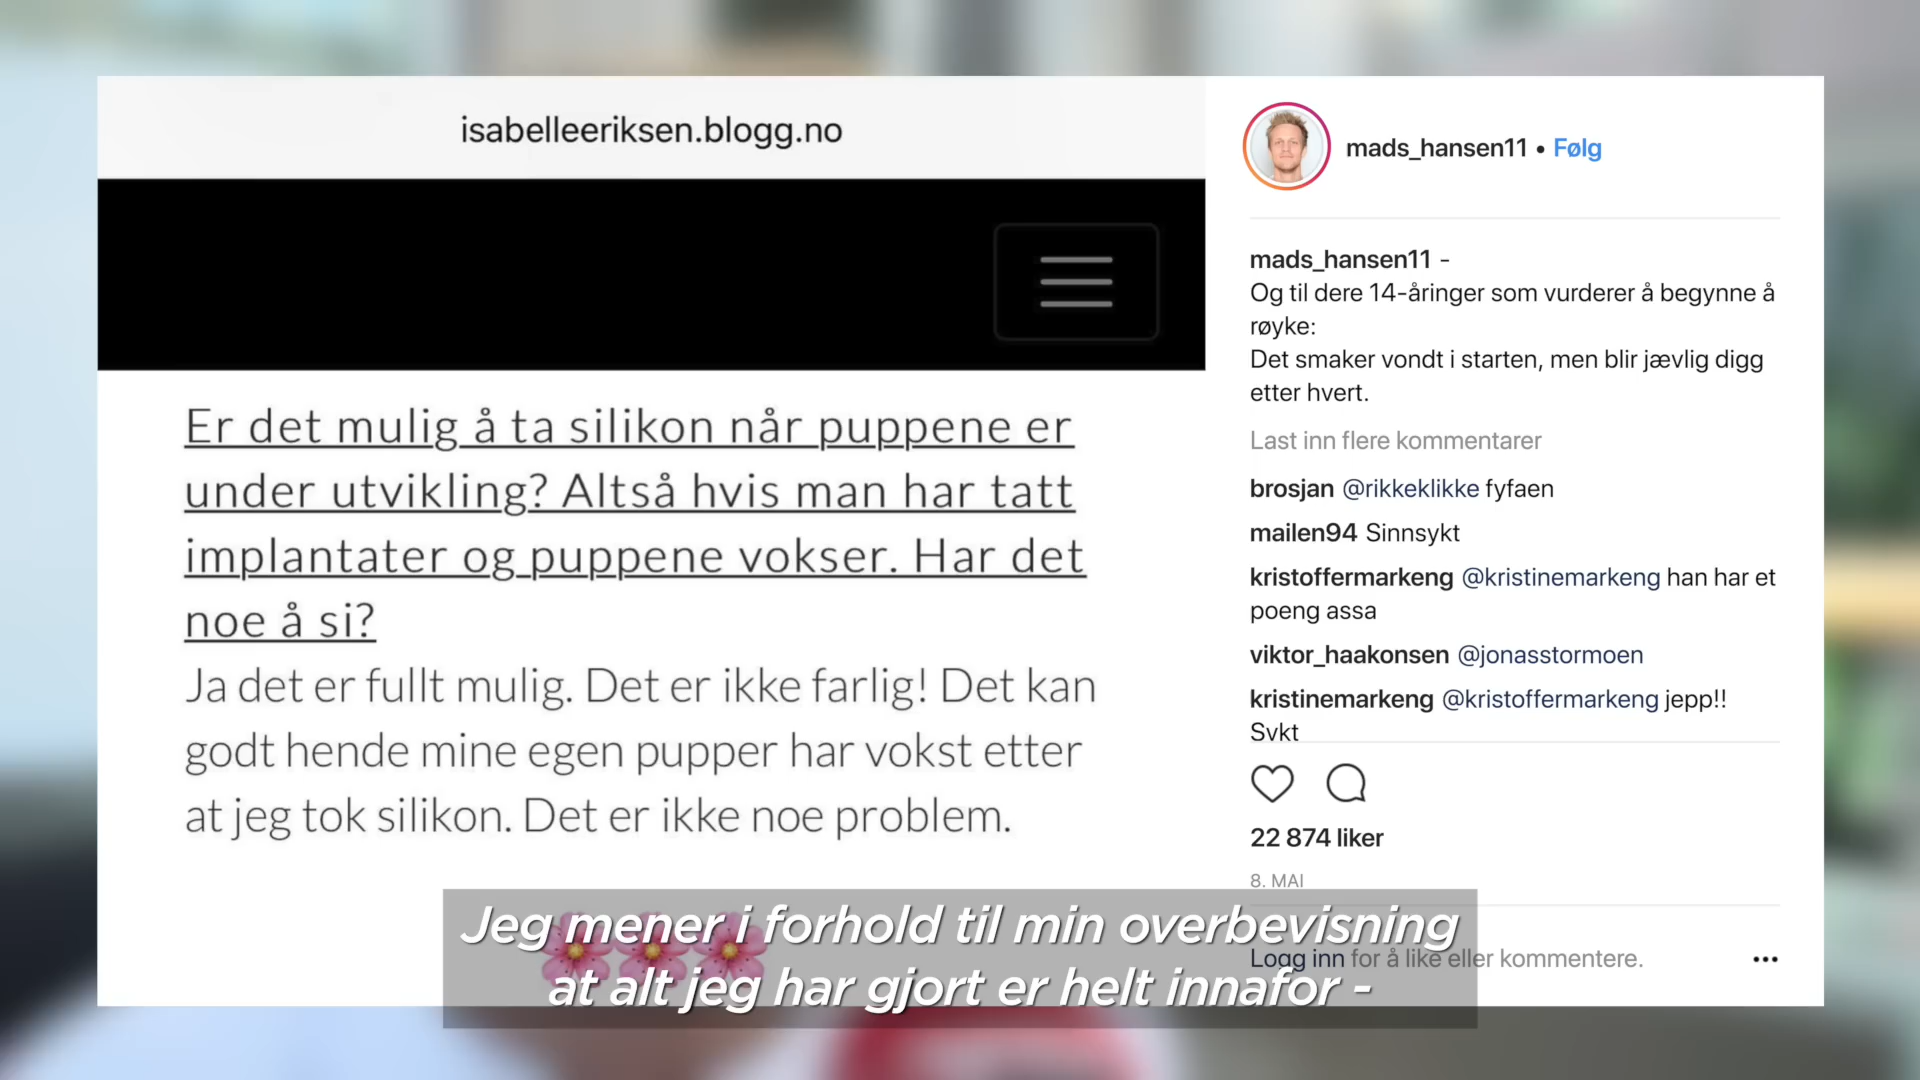 isabelleeriksen.blogg.no
Er det mulig å ta silikon når puppene er
under utvikling? Altså hvis man har tatt
implantater og puppene vokser. Har det
noe å si?
Ja det er fullt mulig. Det er ikke farlig! Det kan
godt hende mine egen pupper har vokst etter
at jeg tok silikon. Det er ikke noe problem.
mads_hansen11 • Følg
mads_hansen11 -
Og til dere 14-åringer som vurderer å begynne å
røyke:
Det smaker vondt i starten, men blir jævlig digg
etter hvert.
Last inn flere kommentarer
brosjan @rikkeklikke fyfaen
mailen94 Sinnsykt
kristoffermarkeng @kristinemarkeng han har et
poeng assa
viktor_haakonsen @jonasstormoen
kristinemarkeng @kristoffermarkeng jepp!!
Sykt
22 874 liker
8. MAI
Logg inn for å like eller kommentere.
Jeg mener i forhold til min overbevisning
at alt jeg har gjort er helt innafor -